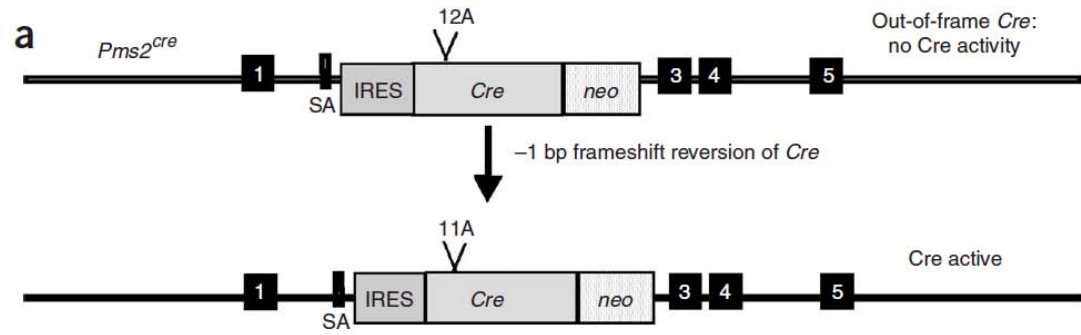 a
Pms2cre
12A
Out-of-frame Cre:
no Cre activity
1
SA
IRES Cre neo
3 4 5
–1 bp frameshift reversion of Cre
11A
Cre active
1
SA
IRES Cre neo
3 4 5